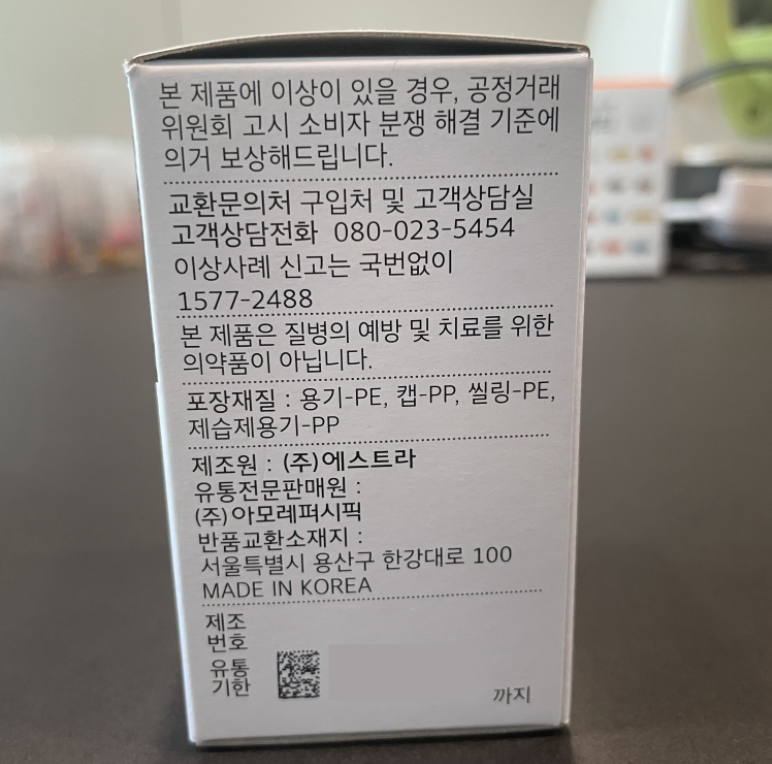 본 제품에 이상이 있을 경우, 공정거래
위원회 고시 소비자 분쟁 해결 기준에
의거 보상해드립니다.
교환문의처 구입처 및 고객상담실
고객상담전화 080-023-5454
이상사례 신고는 국번없이
1577-2488
본 제품은 질병의 예방 및 치료를 위한
의약품이 아닙니다.
포장재질 : 용기-PE, 캡-PP, 씰링-PE,
제습제용기-PP
제조원 : (주)에스트라
유통전문판매원 :
(주)아모레퍼시픽
반품교환소재지 :
서울특별시 용산구 한강대로 100
MADE IN KOREA
제조
번호
유통
기한
까지